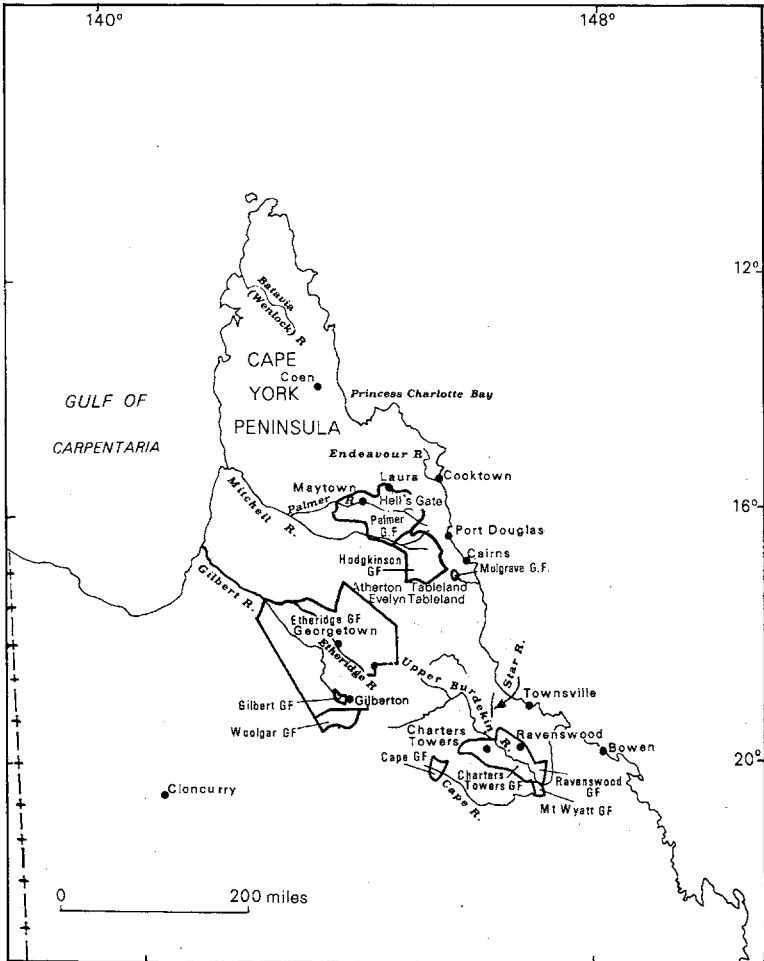 140°
148°
12°
Batavia
(Wenlock) R
CAPE
Coen
YORK
PENINSULA
Princess Charlotte Bay
GULF OF
CARPENTARIA
Endeavour R
Cooktown
Laura
Maytown
Palmer R
Hell's Gate
16°
Mitchell R.
Palmer
G.F
Port Douglas
Cairns
Mulgrave G.F.
Hodgkinson
GF
Atherton Tableland
Evelyn Tableland
Gilbert R.
Etheridge GF
Georgetown
Etheridge R
Upper Burdekin R.
Star R.
Townsville
Gilbert GF
Gilberton
Woolgar GF
Charters
Towers
Ravenswood
Bowen
Cape GF
Cape R.
Charters
Towers GF
Ravenswood
GF
Mt Wyatt GF
20°
Cloncurry
0
200 miles